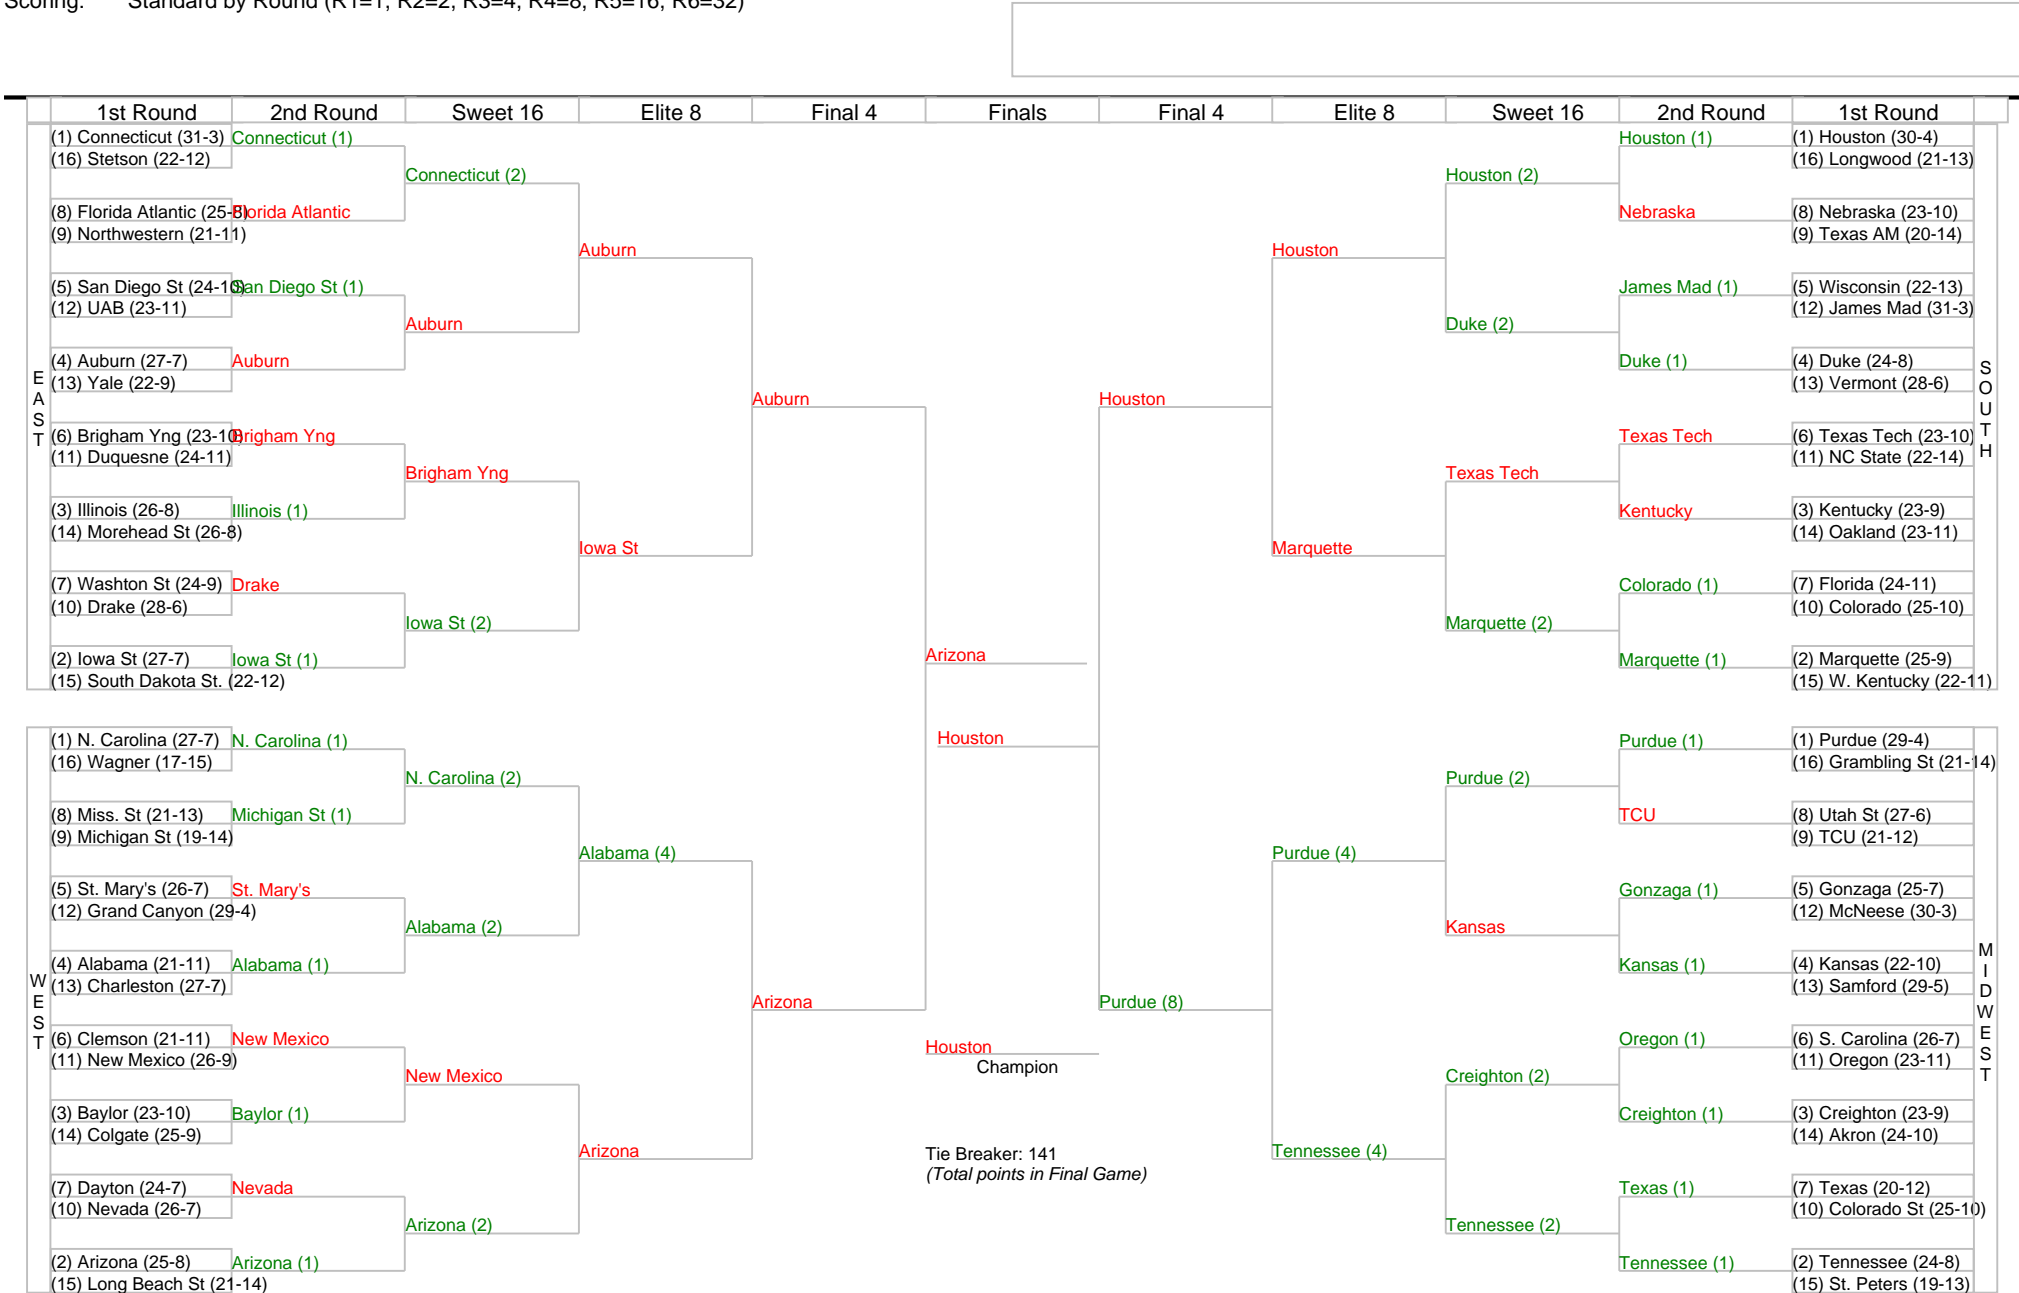 Scoring: Standard by Round (R1=1, R2=2, R3=4, R4=8, R5=16, R6=32)
1st Round 2nd Round Sweet 16 Elite 8 Final 4 Finals Final 4 Elite 8 Sweet 16 2nd Round 1st Round
EAST
(1) Connecticut (31-3)
(16) Stetson (22-12)
(8) Florida Atlantic (25-8)
(9) Northwestern (21-11)
(5) San Diego St (24-10)
(12) UAB (23-11)
(4) Auburn (27-7)
(13) Yale (22-9)
(6) Brigham Yng (23-10)
(11) Duquesne (24-11)
(3) Illinois (26-8)
(14) Morehead St (26-8)
(7) Washton St (24-9)
(10) Drake (28-6)
(2) Iowa St (27-7)
(15) South Dakota St. (22-12)
Connecticut (1)
Florida Atlantic
San Diego St (1)
Auburn
Brigham Yng
Illinois (1)
Drake
Iowa St (1)
Connecticut (2)
Auburn
Brigham Yng
Iowa St (2)
Auburn
Iowa St
Auburn
WEST
(1) N. Carolina (27-7)
(16) Wagner (17-15)
(8) Miss. St (21-13)
(9) Michigan St (19-14)
(5) St. Mary's (26-7)
(12) Grand Canyon (29-4)
(4) Alabama (21-11)
(13) Charleston (27-7)
(6) Clemson (21-11)
(11) New Mexico (26-9)
(3) Baylor (23-10)
(14) Colgate (25-9)
(7) Dayton (24-7)
(10) Nevada (26-7)
(2) Arizona (25-8)
(15) Long Beach St (21-14)
N. Carolina (1)
Michigan St (1)
St. Mary's
Alabama (1)
New Mexico
Baylor (1)
Nevada
Arizona (1)
N. Carolina (2)
Alabama (2)
New Mexico
Arizona (2)
Alabama (4)
Arizona
Arizona
Arizona
Houston
Houston
Champion
Tie Breaker: 141
(Total points in Final Game)
Houston
Purdue (8)
Houston
Marquette
Houston (2)
Duke (2)
Texas Tech
Marquette (2)
Houston (1)
Nebraska
James Mad (1)
Duke (1)
Texas Tech
Kentucky
Colorado (1)
Marquette (1)
(1) Houston (30-4)
(16) Longwood (21-13)
(8) Nebraska (23-10)
(9) Texas AM (20-14)
(5) Wisconsin (22-13)
(12) James Mad (31-3)
(4) Duke (24-8)
(13) Vermont (28-6)
(6) Texas Tech (23-10)
(11) NC State (22-14)
(3) Kentucky (23-9)
(14) Oakland (23-11)
(7) Florida (24-11)
(10) Colorado (25-10)
(2) Marquette (25-9)
(15) W. Kentucky (22-11)
SOUTH
Purdue (4)
Tennessee (4)
Purdue (2)
Kansas
Creighton (2)
Tennessee (2)
Purdue (1)
TCU
Gonzaga (1)
Kansas (1)
Oregon (1)
Creighton (1)
Texas (1)
Tennessee (1)
(1) Purdue (29-4)
(16) Grambling St (21-14)
(8) Utah St (27-6)
(9) TCU (21-12)
(5) Gonzaga (25-7)
(12) McNeese (30-3)
(4) Kansas (22-10)
(13) Samford (29-5)
(6) S. Carolina (26-7)
(11) Oregon (23-11)
(3) Creighton (23-9)
(14) Akron (24-10)
(7) Texas (20-12)
(10) Colorado St (25-10)
(2) Tennessee (24-8)
(15) St. Peters (19-13)
MIDWEST